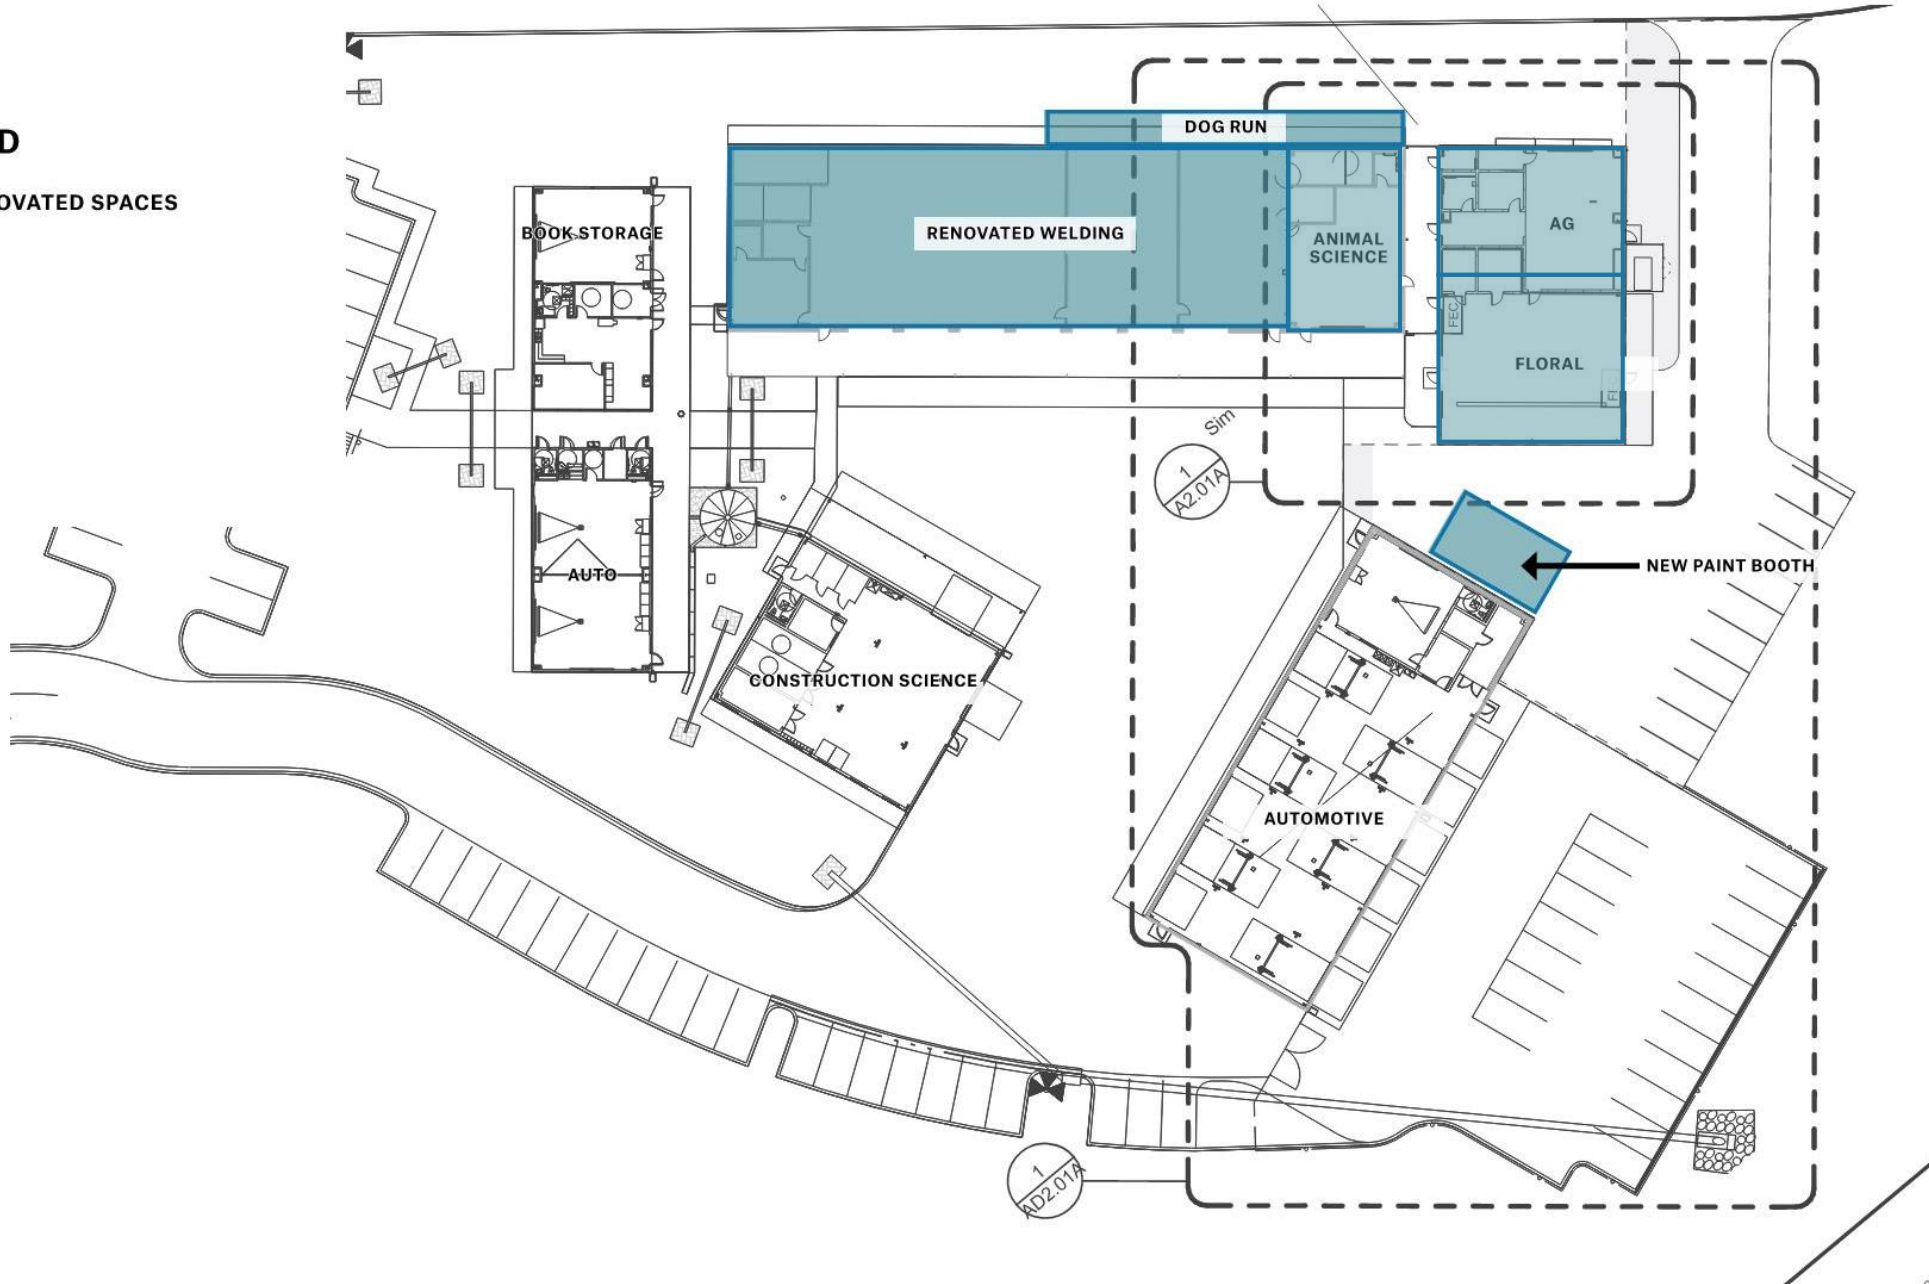 D
OVATED SPACES
DOG RUN
BOOK STORAGE
RENOVATED WELDING
ANIMAL
SCIENCE
AG
FEC
FLORAL
Sim
1
A2.01A
NEW PAINT BOOTH
AUTO
CONSTRUCTION SCIENCE
AUTOMOTIVE
1
AD2.01A